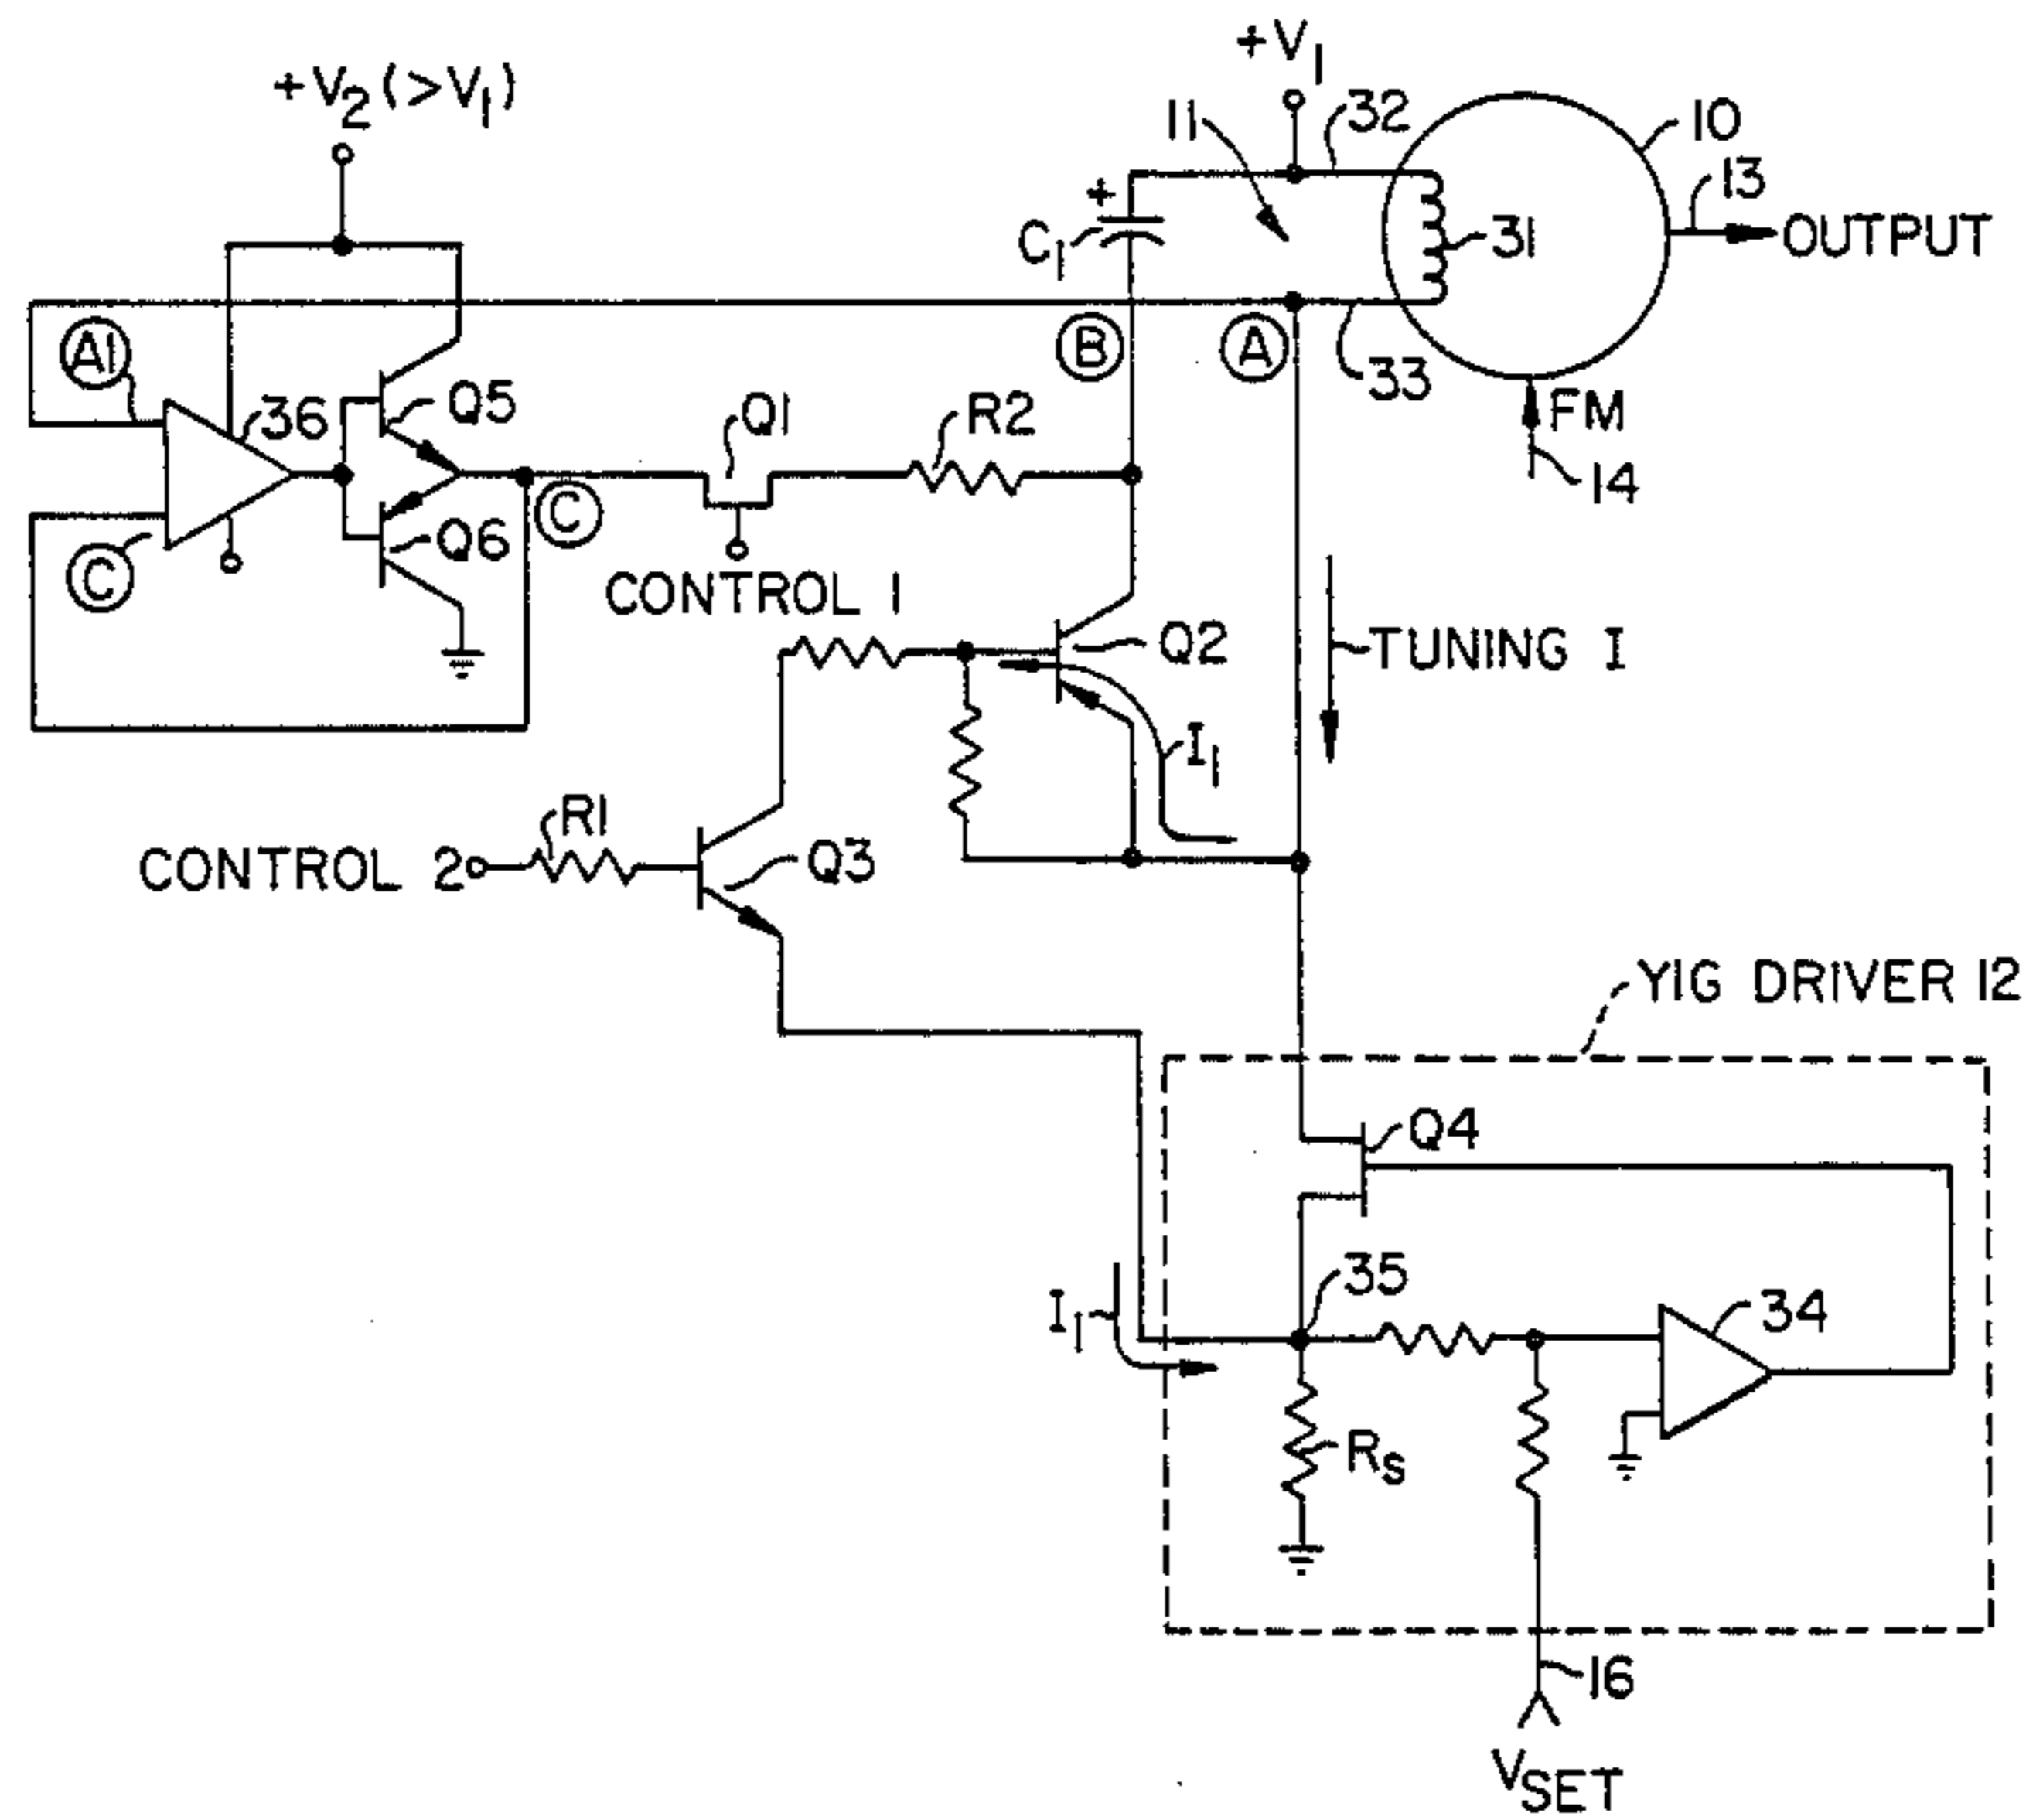 +V1
+V2 (>V1)
11
32
10
13
+
C1
31
OUTPUT
A1
B
A
33
FM
14
36
Q5
Q1
R2
C
Q6
C
CONTROL 1
Q2
TUNING I
I1
R1
CONTROL 2
Q3
YIG DRIVER 12
Q4
35
I1
34
RS
16
VSET